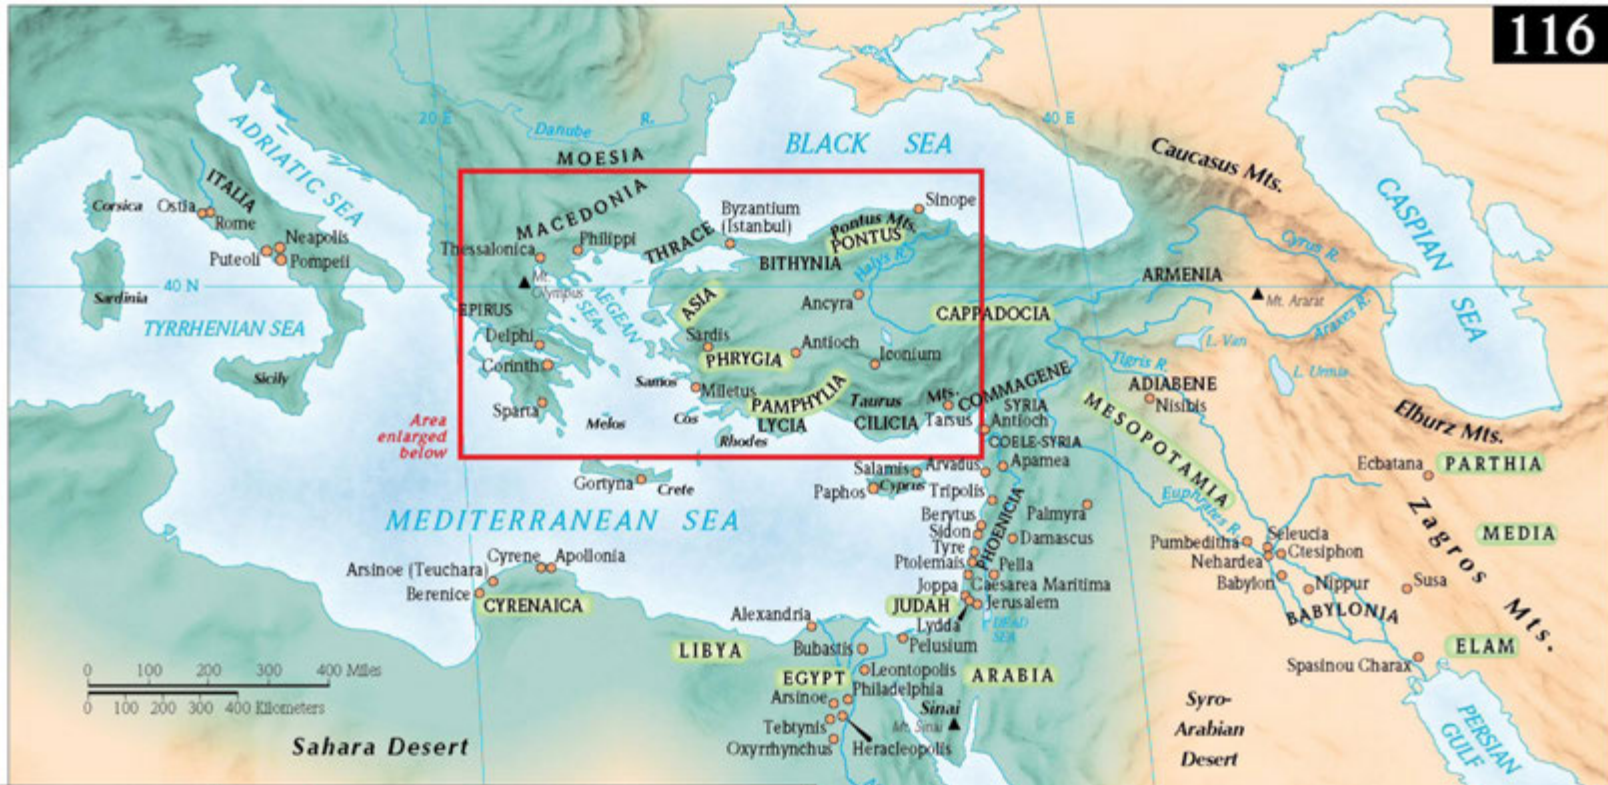 116
20 E
40 E
ADRIATIC SEA
Danube R.
BLACK SEA
MOESIA
Caucasus Mts.
CASPIAN SEA
Corsica
Ostia
ITALIA
Rome
MACEDONIA
Byzantium
(Istanbul)
Sinope
Neapolis
Puteoli
Pompeii
Thessalonica
Philippi
THRACE
Pontus Mts.
PONTUS
Cyrus R.
BITHYNIA
Halys R.
ARMENIA
Sardinia
40 N
Mt.
Olympus
Mt. Ararat
EPIRUS
AEGEAN
SEA
ASIA
Ancyra
CAPPADOCIA
Araxes R.
TYRRHENIAN SEA
Delphi
Sardis
Antioch
L. Van
Corinth
PHRYGIA
Iconium
Tigris R.
L. Urmia
Sicily
Samos
Miletus
PAMPHYLIA
Taurus Mts.
COMMAGENE
ADIABENE
Nisibis
Sparta
Melos
Cos
LYCIA
CILICIA
Tarsus
SYRIA
Antioch
MESOPOTAMIA
Elburz Mts.
Area
enlarged
below
Rhodes
COELE-SYRIA
Salamis
Arvadus
Apamea
Ecbatana
PARTHIA
Gortyna
Crete
Paphos
Cyprus
Tripolis
Euphrates R.
Zagros Mts.
MEDITERRANEAN SEA
Berytus
PHOENICIA
Palmyra
MEDIA
Sidon
Damascus
Pumbeditha
Seleucia
Tyre
Ctesiphon
Cyrene
Apollonia
Ptolemais
Pella
Nehardea
Arsinoe (Teuchara)
Joppa
Caesarea Maritima
Babylon
Nippur
Susa
Berenice
CYRENAICA
JUDAH
Jerusalem
BABYLONIA
Alexandria
Lydda
DEAD
SEA
LIBYA
Bubastis
Pelusium
ELAM
Spasinou Charax
0 100 200 300 400 Miles
EGYPT
Leontopolis
ARABIA
0 100 200 300 400 Kilometers
Arsinoe
Philadelphia
Sinai
Syro-
Arabian
Desert
PERSIAN
GULF
Tebtynis
Mt. Sinai
Sahara Desert
Oxyrrhynchus
Heracleopolis